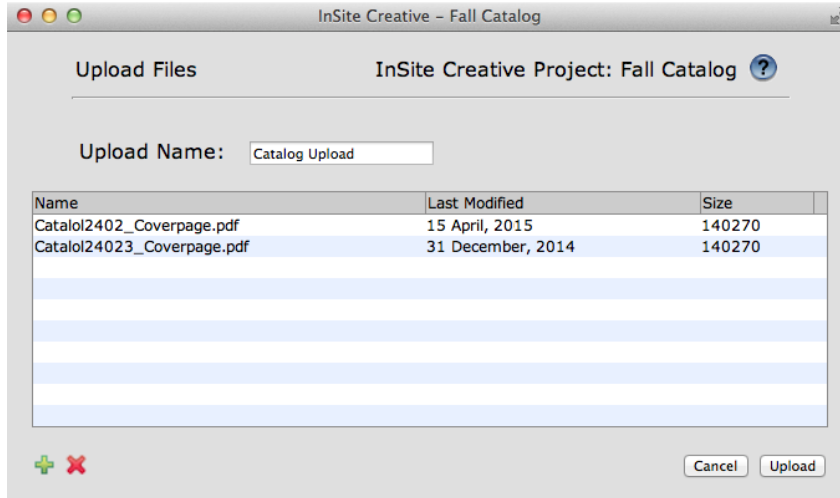 InSite Creative – Fall Catalog
Upload Files InSite Creative Project: Fall Catalog ?
Upload Name: Catalog Upload
Name Last Modified Size
Catalol2402_Coverpage.pdf 15 April, 2015 140270
Catalol24023_Coverpage.pdf 31 December, 2014 140270
Cancel Upload